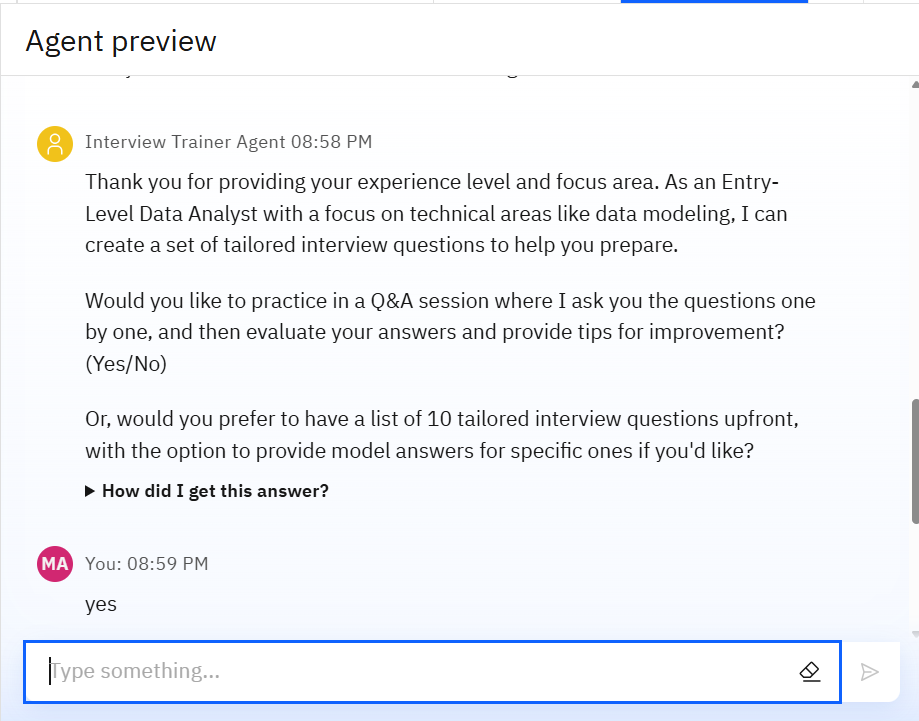 Agent preview
Interview Trainer Agent 08:58 PM
Thank you for providing your experience level and focus area. As an Entry-
Level Data Analyst with a focus on technical areas like data modeling, I can
create a set of tailored interview questions to help you prepare.
Would you like to practice in a Q&A session where I ask you the questions one
by one, and then evaluate your answers and provide tips for improvement?
(Yes/No)
Or, would you prefer to have a list of 10 tailored interview questions upfront,
with the option to provide model answers for specific ones if you'd like?
How did I get this answer?
MA
You: 08:59 PM
yes
Type something...